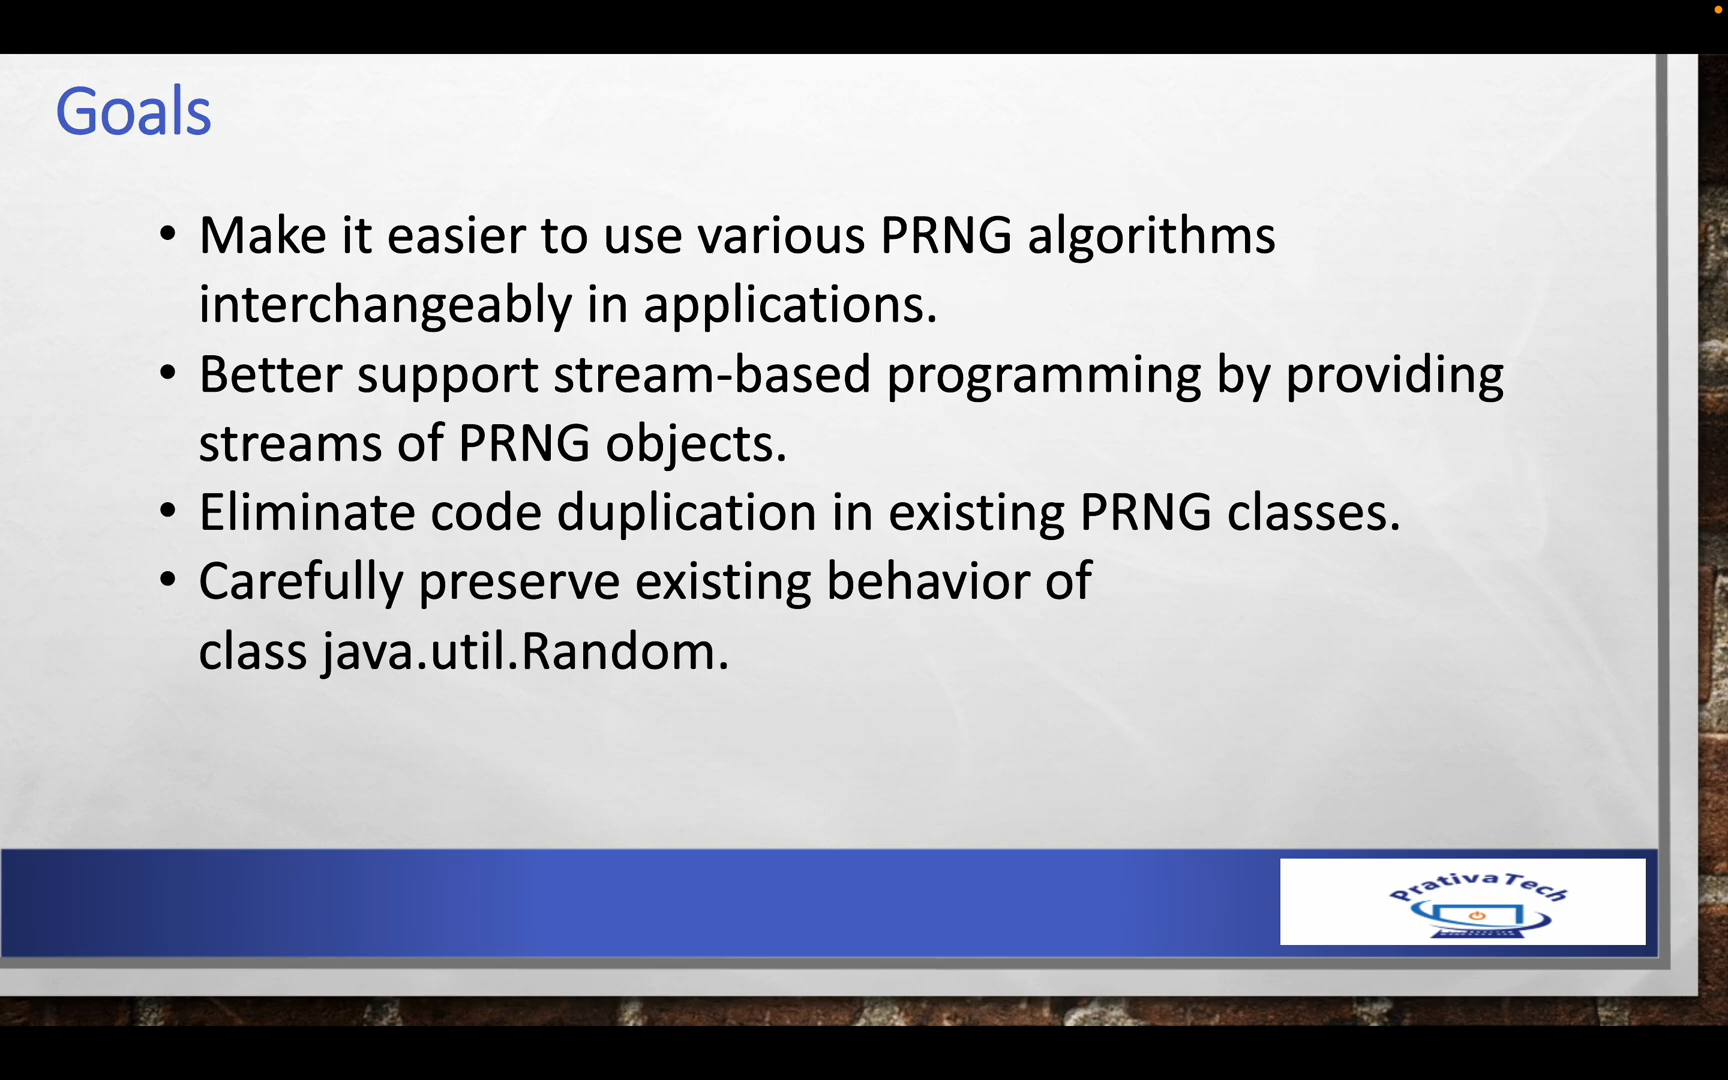 Goals
• Make it easier to use various PRNG algorithms
interchangeably in applications.
• Better support stream-based programming by providing
streams of PRNG objects.
• Eliminate code duplication in existing PRNG classes.
• Carefully preserve existing behavior of
class java.util.Random.
PrativaTech